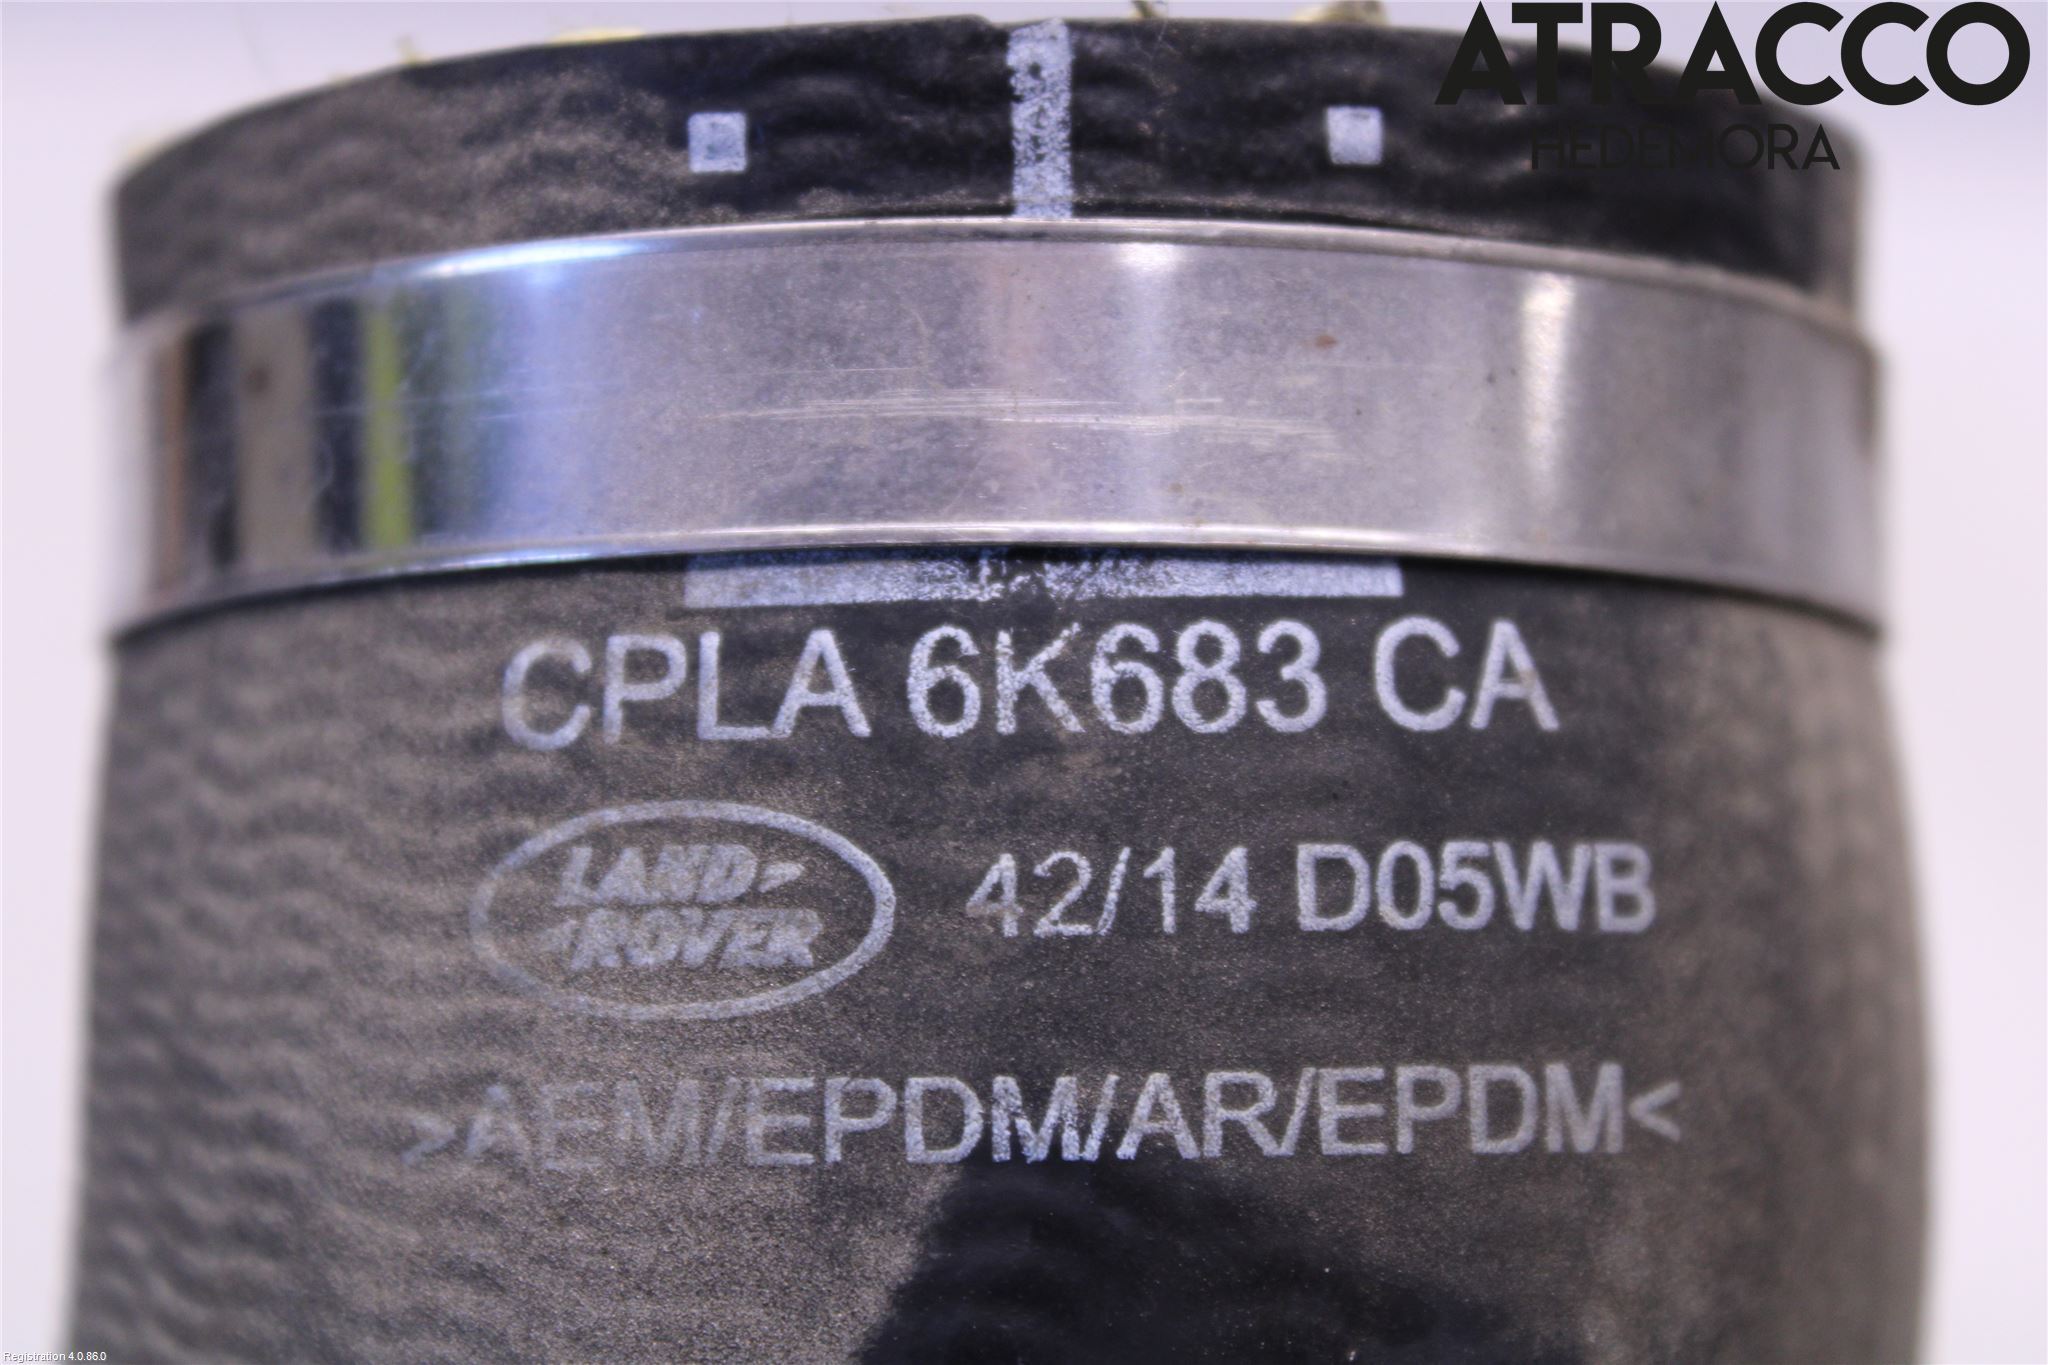 ATRACCO
HEDEMORA
CPLA 6K683 CA
LAND-
ROVER
42/14 D05WB
>AEM/EPDM/AR/EPDM<
Registration 4.0.86.0